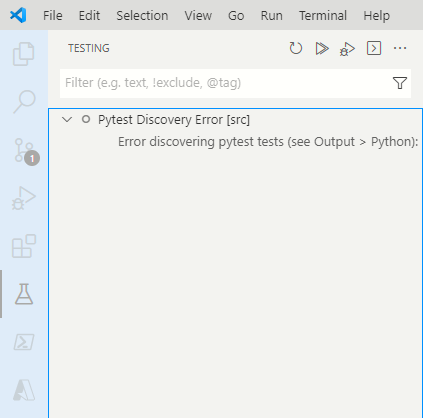 File Edit Selection View Go Run Terminal Help
TESTING
Filter (e.g. text, !exclude, @tag)
Pytest Discovery Error [src]
Error discovering pytest tests (see Output > Python):
1